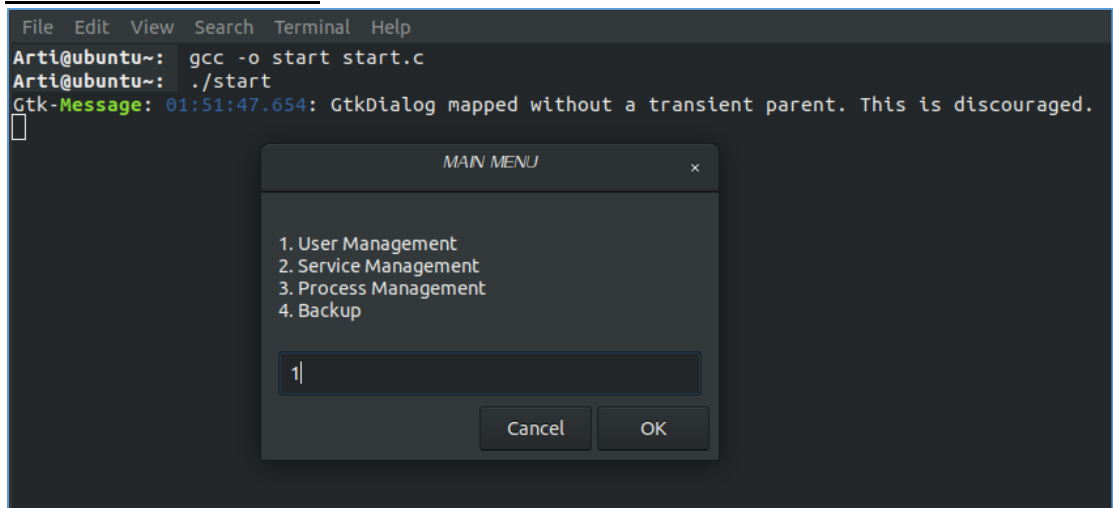 File Edit View Search Terminal Help
Arti@ubuntu~: gcc -o start start.c
Arti@ubuntu~: ./start
Gtk-Message: 01:51:47.654: GtkDialog mapped without a transient parent. This is discouraged.
MAIN MENU ×
1. User Management
2. Service Management
3. Process Management
4. Backup
1
Cancel OK